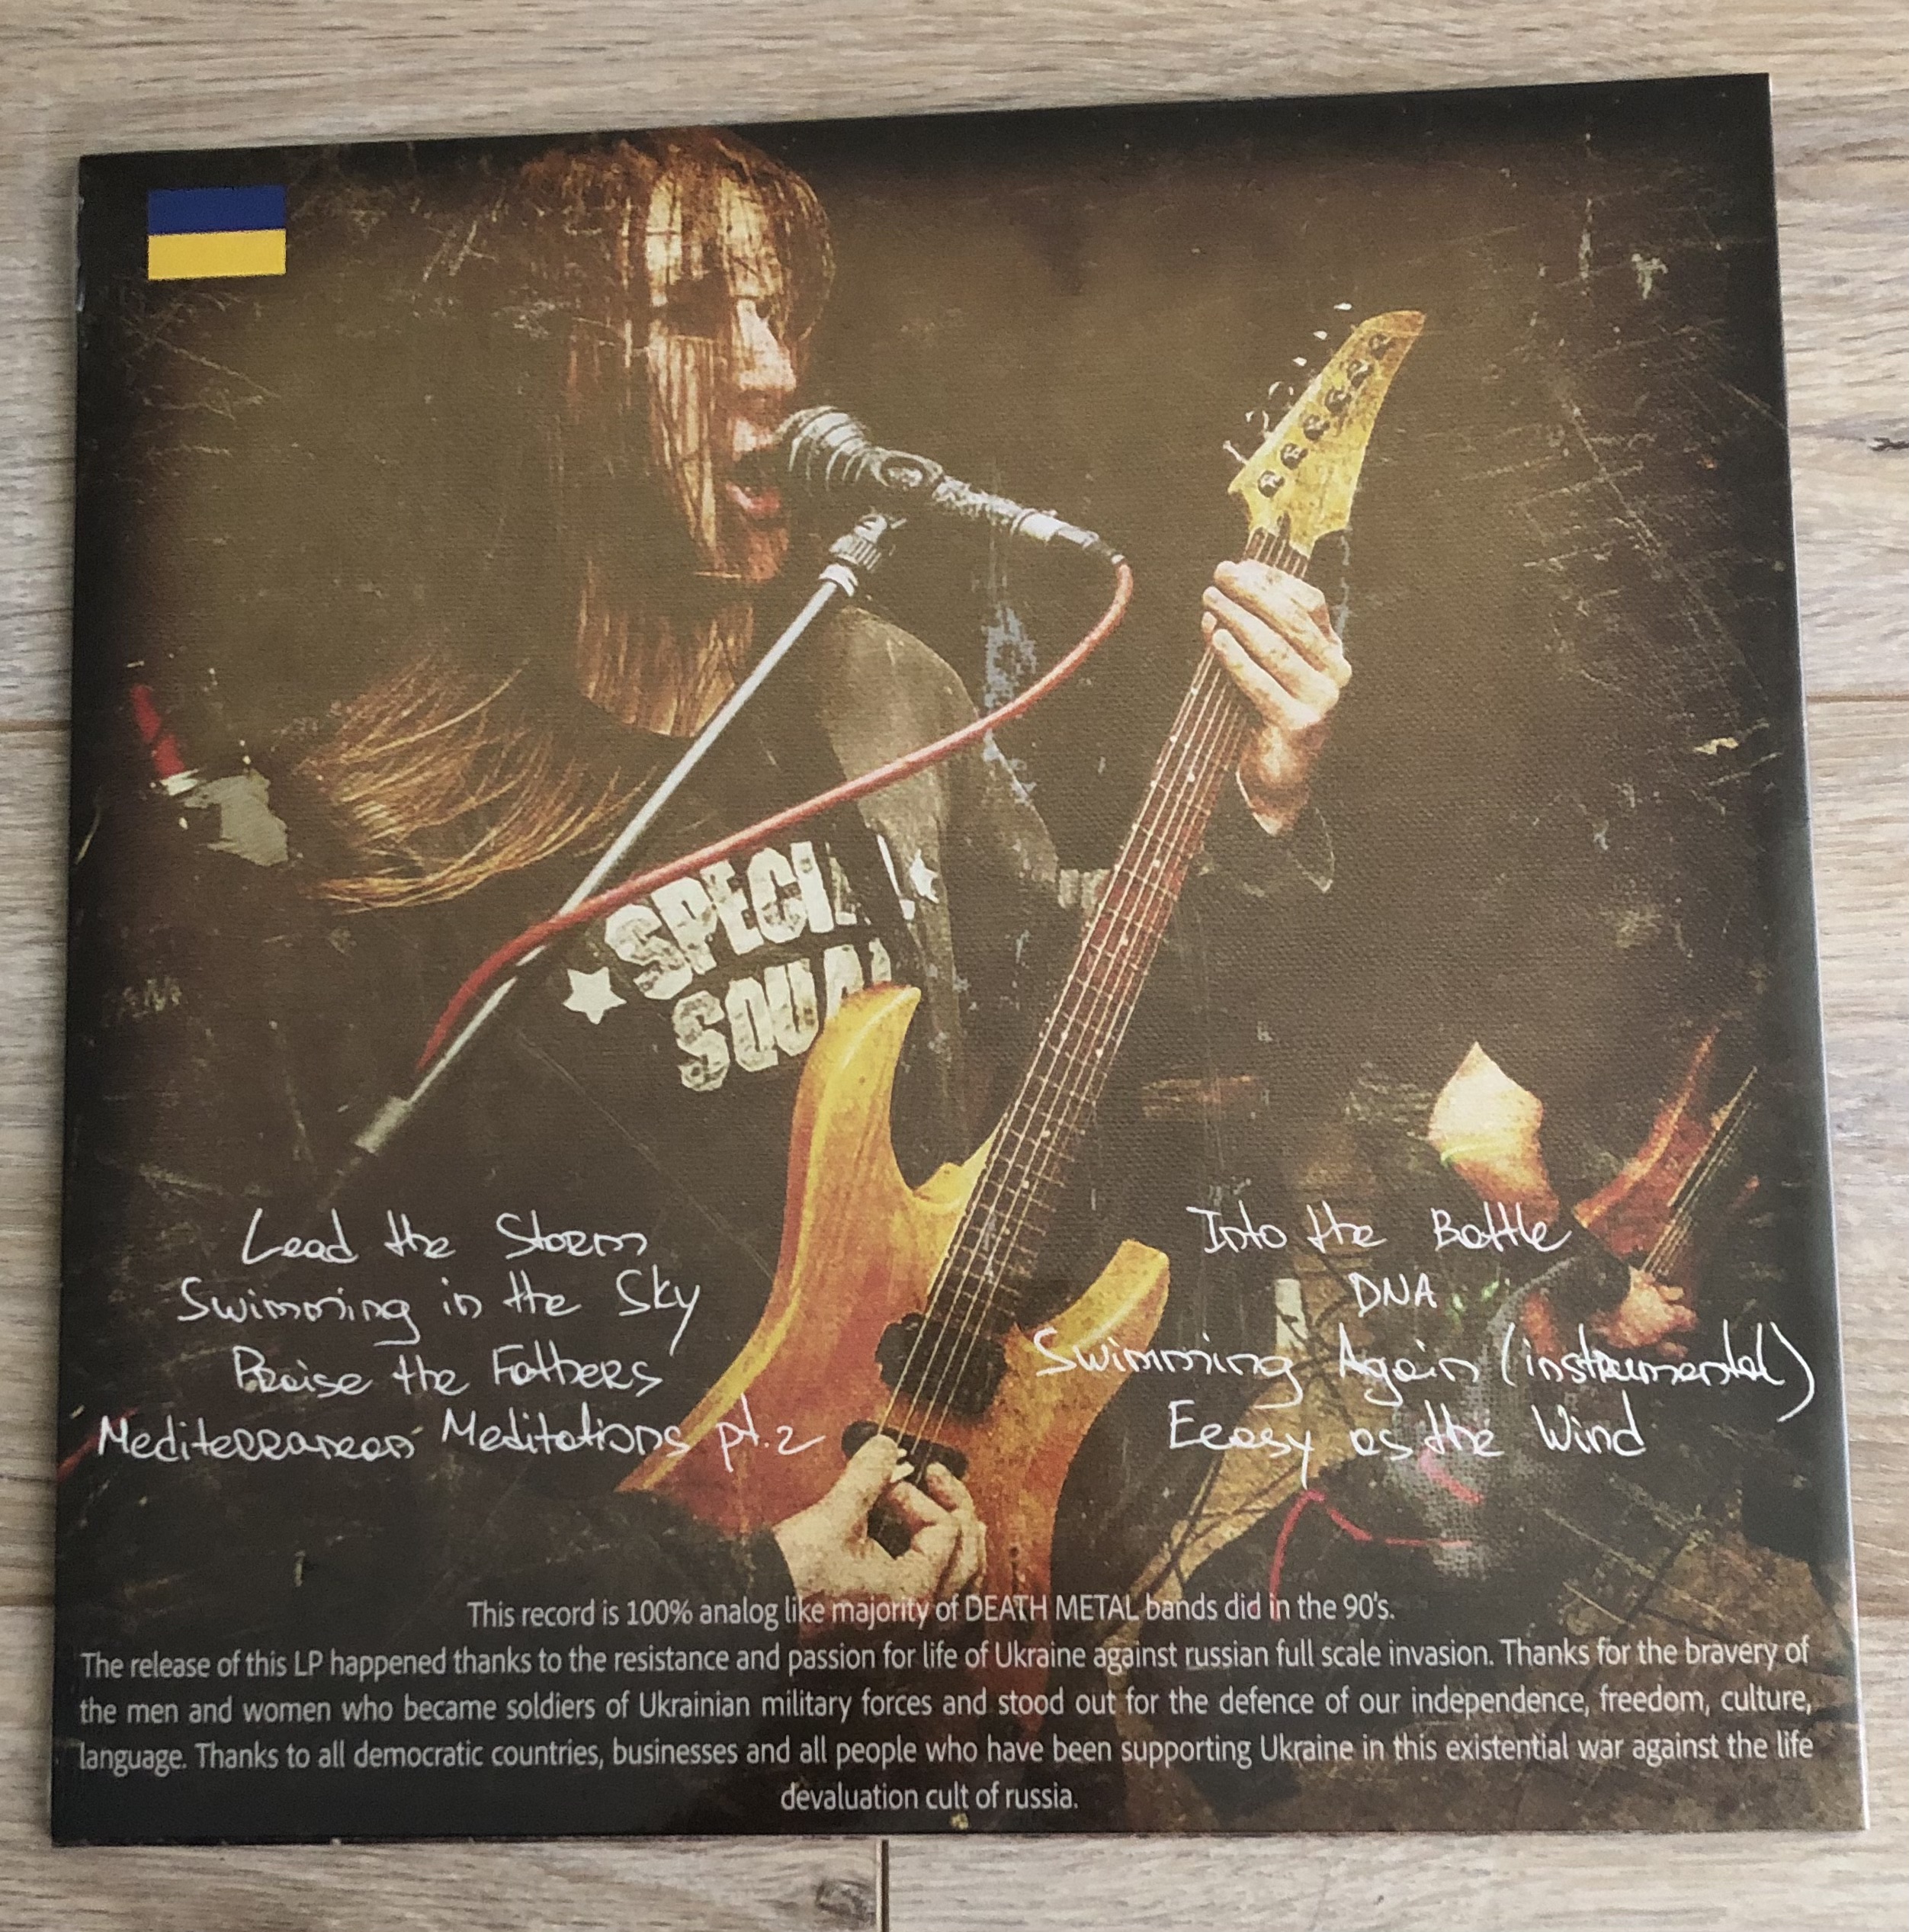 SPECIAL
SQUA
Lead the Storm
Swimming in the Sky
Praise the Fathers
Mediterranean Meditations pt.2
Into the Battle
DNA
Swimming Again (instrumental)
Eeasy as the Wind
This record is 100% analog like majority of DEATH METAL bands did in the 90's.
The release of this LP happened thanks to the resistance and passion for life of Ukraine against russian full scale invasion. Thanks for the bravery of
the men and women who became soldiers of Ukrainian military forces and stood out for the defence of our independence, freedom, culture,
language. Thanks to all democratic countries, businesses and all people who have been supporting Ukraine in this existential war against the life
devaluation cult of russia.